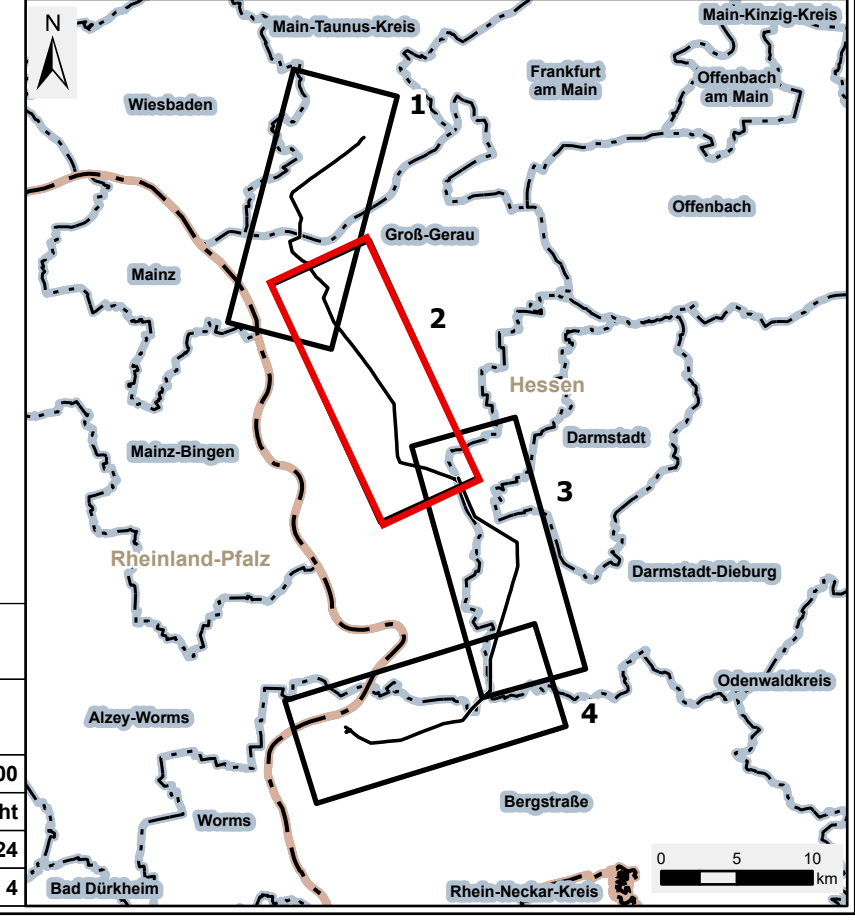 N
Main-Taunus-Kreis
Main-Kinzig-Kreis
Frankfurt
am Main
Offenbach
am Main
Wiesbaden
1
Offenbach
Groß-Gerau
Mainz
2
Hessen
Darmstadt
Mainz-Bingen
3
Rheinland-Pfalz
Darmstadt-Dieburg
Odenwaldkreis
Alzey-Worms
4
00
ht
24
4
Bergstraße
Worms
0 5 10
km
Bad Dürkheim
Rhein-Neckar-Kreis